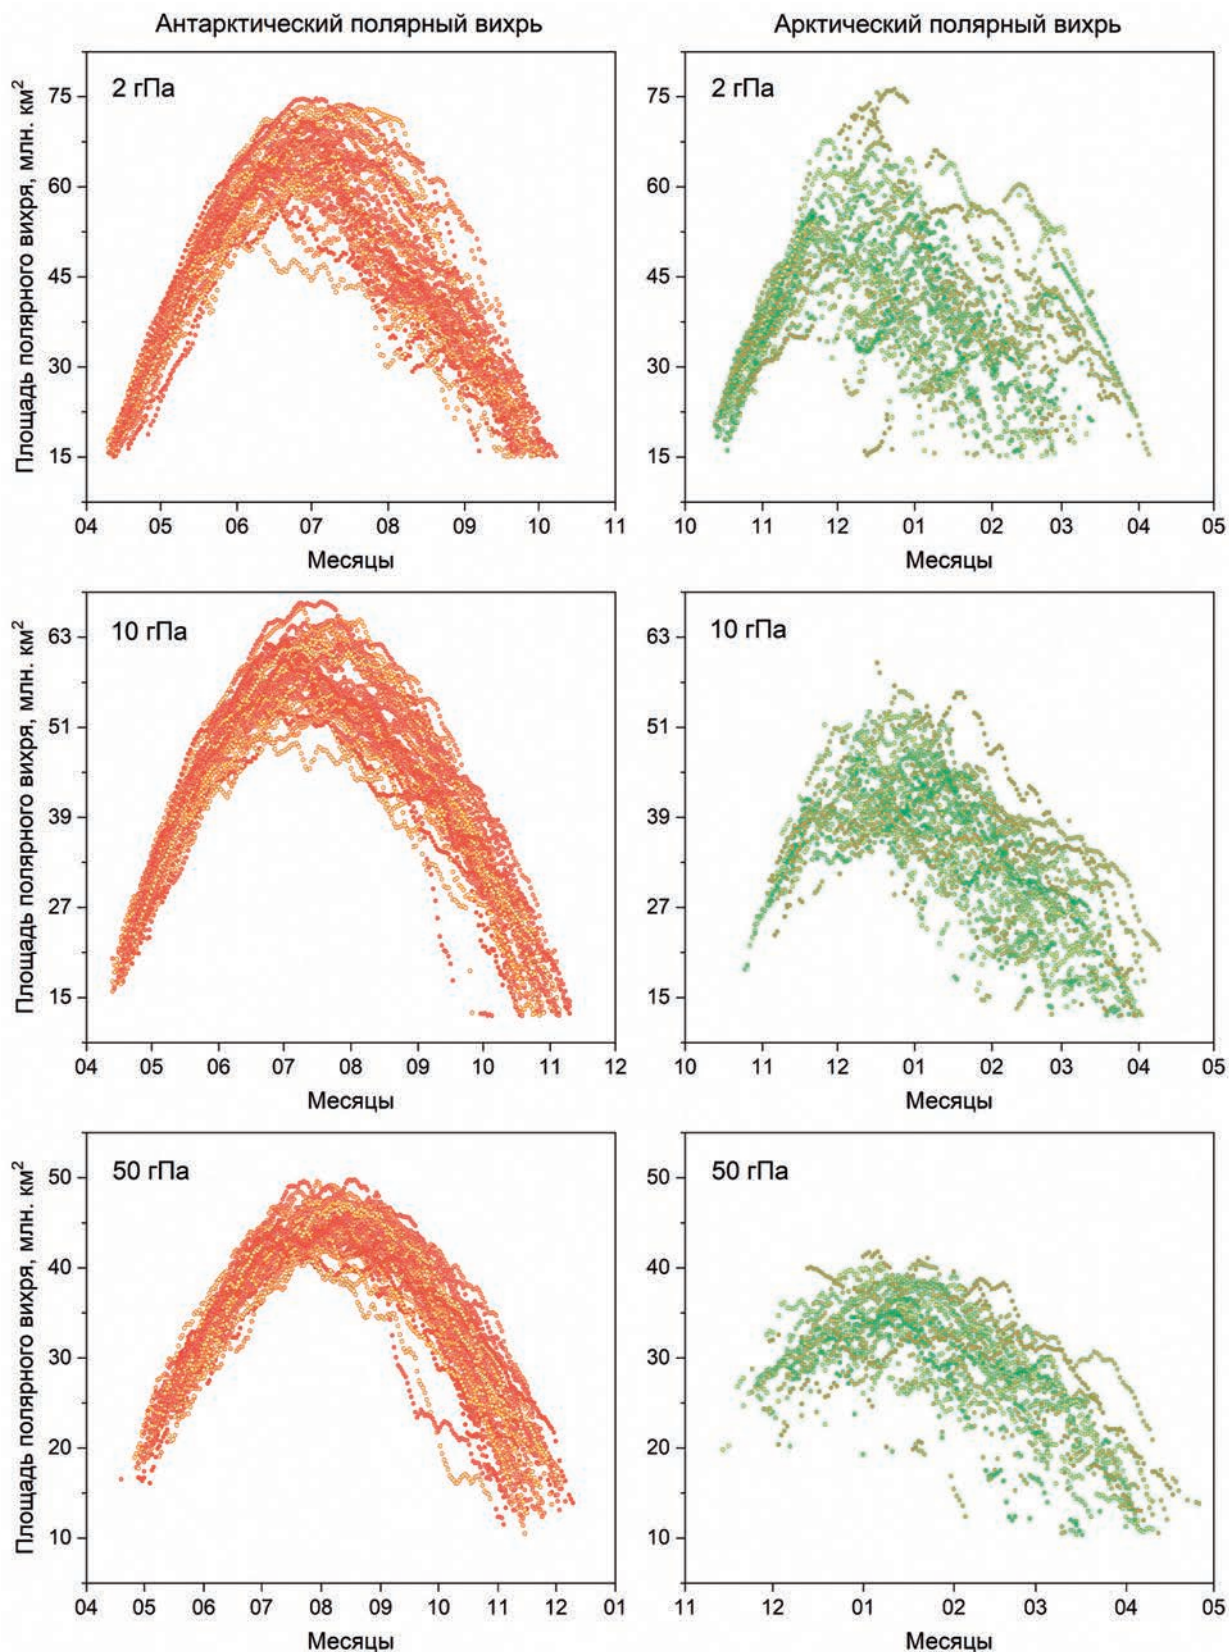 Антарктический полярный вихрь
Арктический полярный вихрь
Площадь полярного вихря, млн. км²
2 гПа
75
60
45
30
15
04 05 06 07 08 09 10 11
Месяцы
2 гПа
75
60
45
30
15
10 11 12 01 02 03 04 05
Месяцы
Площадь полярного вихря, млн. км²
10 гПа
63
51
39
27
15
04 05 06 07 08 09 10 11 12
Месяцы
10 гПа
63
51
39
27
15
10 11 12 01 02 03 04 05
Месяцы
Площадь полярного вихря, млн. км²
50 гПа
50
40
30
20
10
04 05 06 07 08 09 10 11 12 01
Месяцы
50 гПа
50
40
30
20
10
11 12 01 02 03 04 05
Месяцы